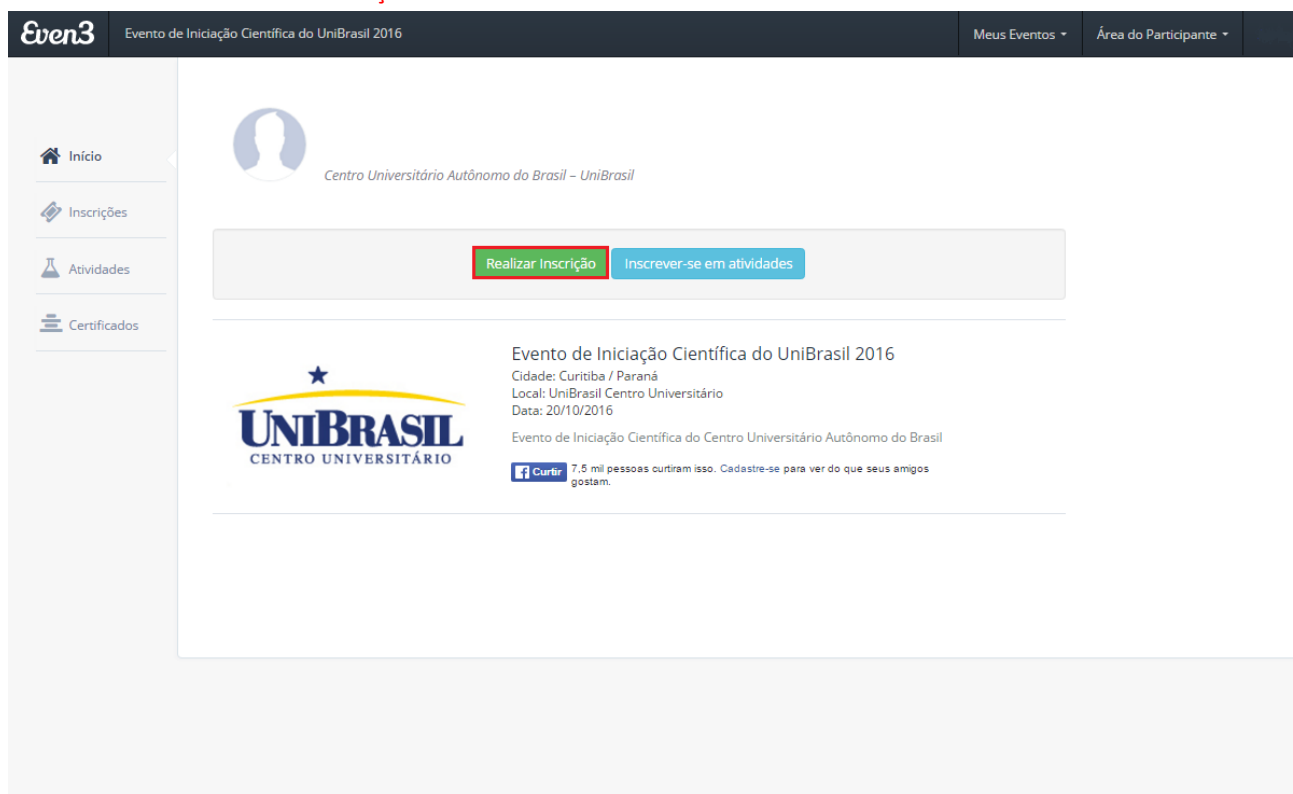 Even3
Evento de Iniciação Científica do UniBrasil 2016
Meus Eventos
Área do Participante
Início
Inscrições
Atividades
Certificados
Centro Universitário Autônomo do Brasil – UniBrasil
Realizar Inscrição
Inscrever-se em atividades
UNIBRASIL
CENTRO UNIVERSITÁRIO
Evento de Iniciação Científica do UniBrasil 2016
Cidade: Curitiba / Paraná
Local: UniBrasil Centro Universitário
Data: 20/10/2016
Evento de Iniciação Científica do Centro Universitário Autônomo do Brasil
Curtir
7,5 mil pessoas curtiram isso. Cadastre-se para ver do que seus amigos
gostam.